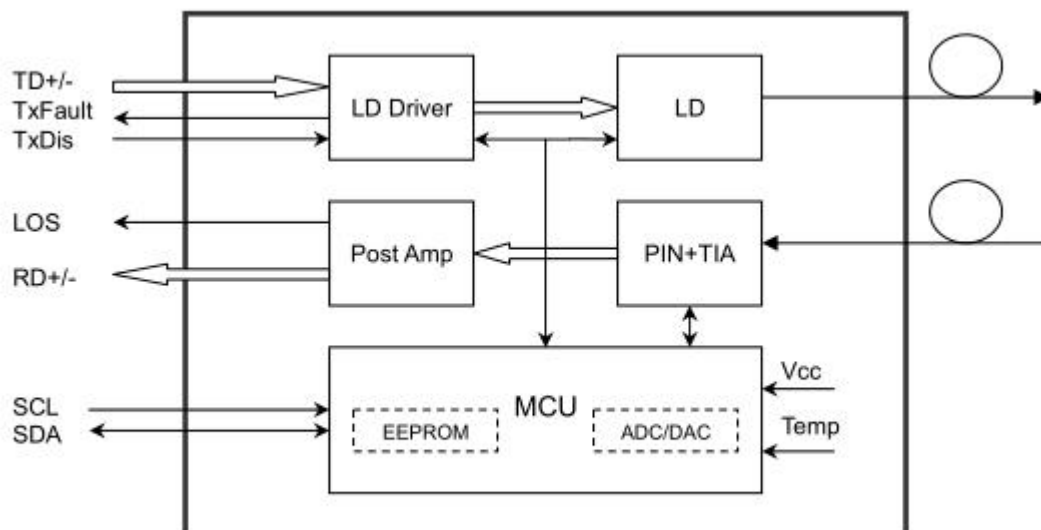 TD+/-
TxFault
TxDis
LD Driver
LD
LOS
RD+/-
Post Amp
PIN+TIA
SCL
SDA
MCU
EEPROM
ADC/DAC
Vcc
Temp